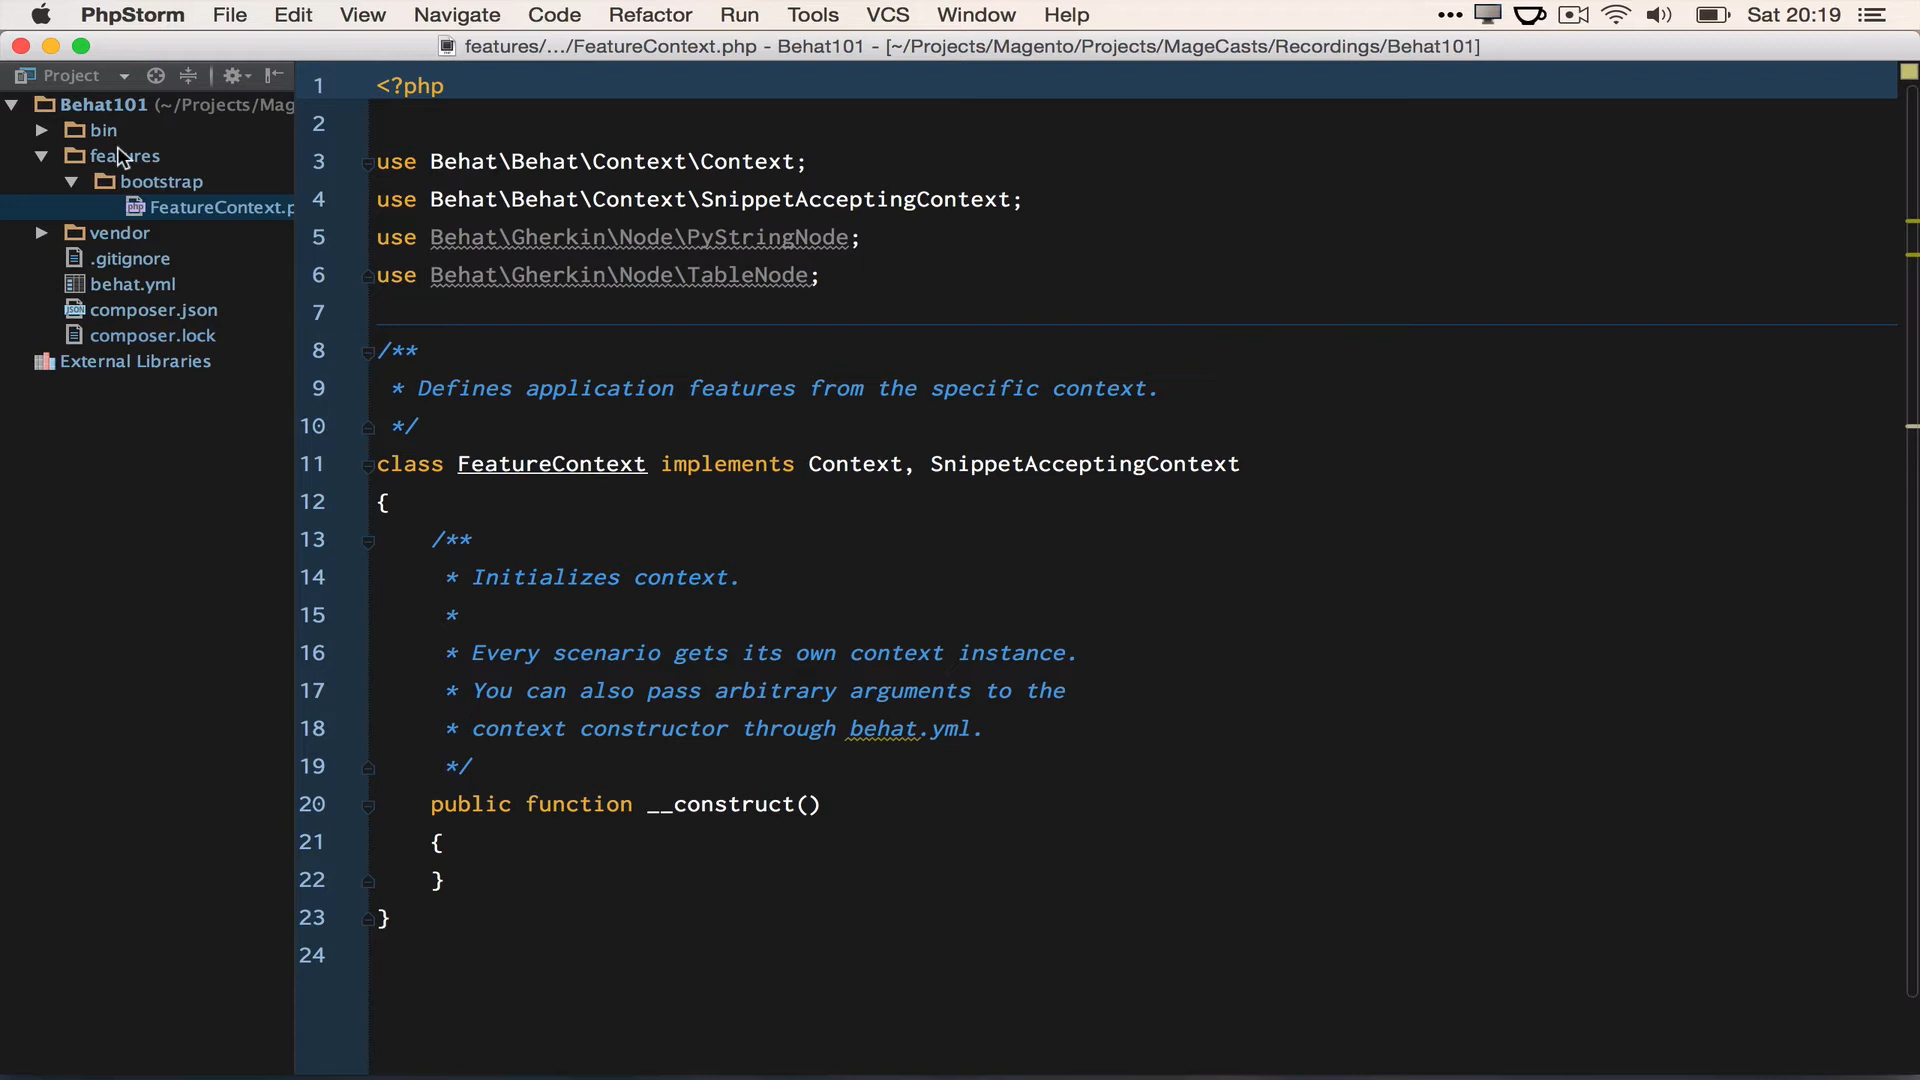 PhpStorm File Edit View Navigate Code Refactor Run Tools VCS Window Help Sat 20:19
features/.../FeatureContext.php - Behat101 - [~/Projects/Magento/Projects/MageCasts/Recordings/Behat101]
Project
Behat101 (~/Projects/Mag
bin
features
bootstrap
FeatureContext.p
vendor
.gitignore
behat.yml
composer.json
composer.lock
External Libraries
1 <?php
2
3 use Behat\Behat\Context\Context;
4 use Behat\Behat\Context\SnippetAcceptingContext;
5 use Behat\Gherkin\Node\PyStringNode;
6 use Behat\Gherkin\Node\TableNode;
7
8 /**
9 * Defines application features from the specific context.
10 */
11 class FeatureContext implements Context, SnippetAcceptingContext
12 {
13 /**
14 * Initializes context.
15 *
16 * Every scenario gets its own context instance.
17 * You can also pass arbitrary arguments to the
18 * context constructor through behat.yml.
19 */
20 public function __construct()
21 {
22 }
23 }
24